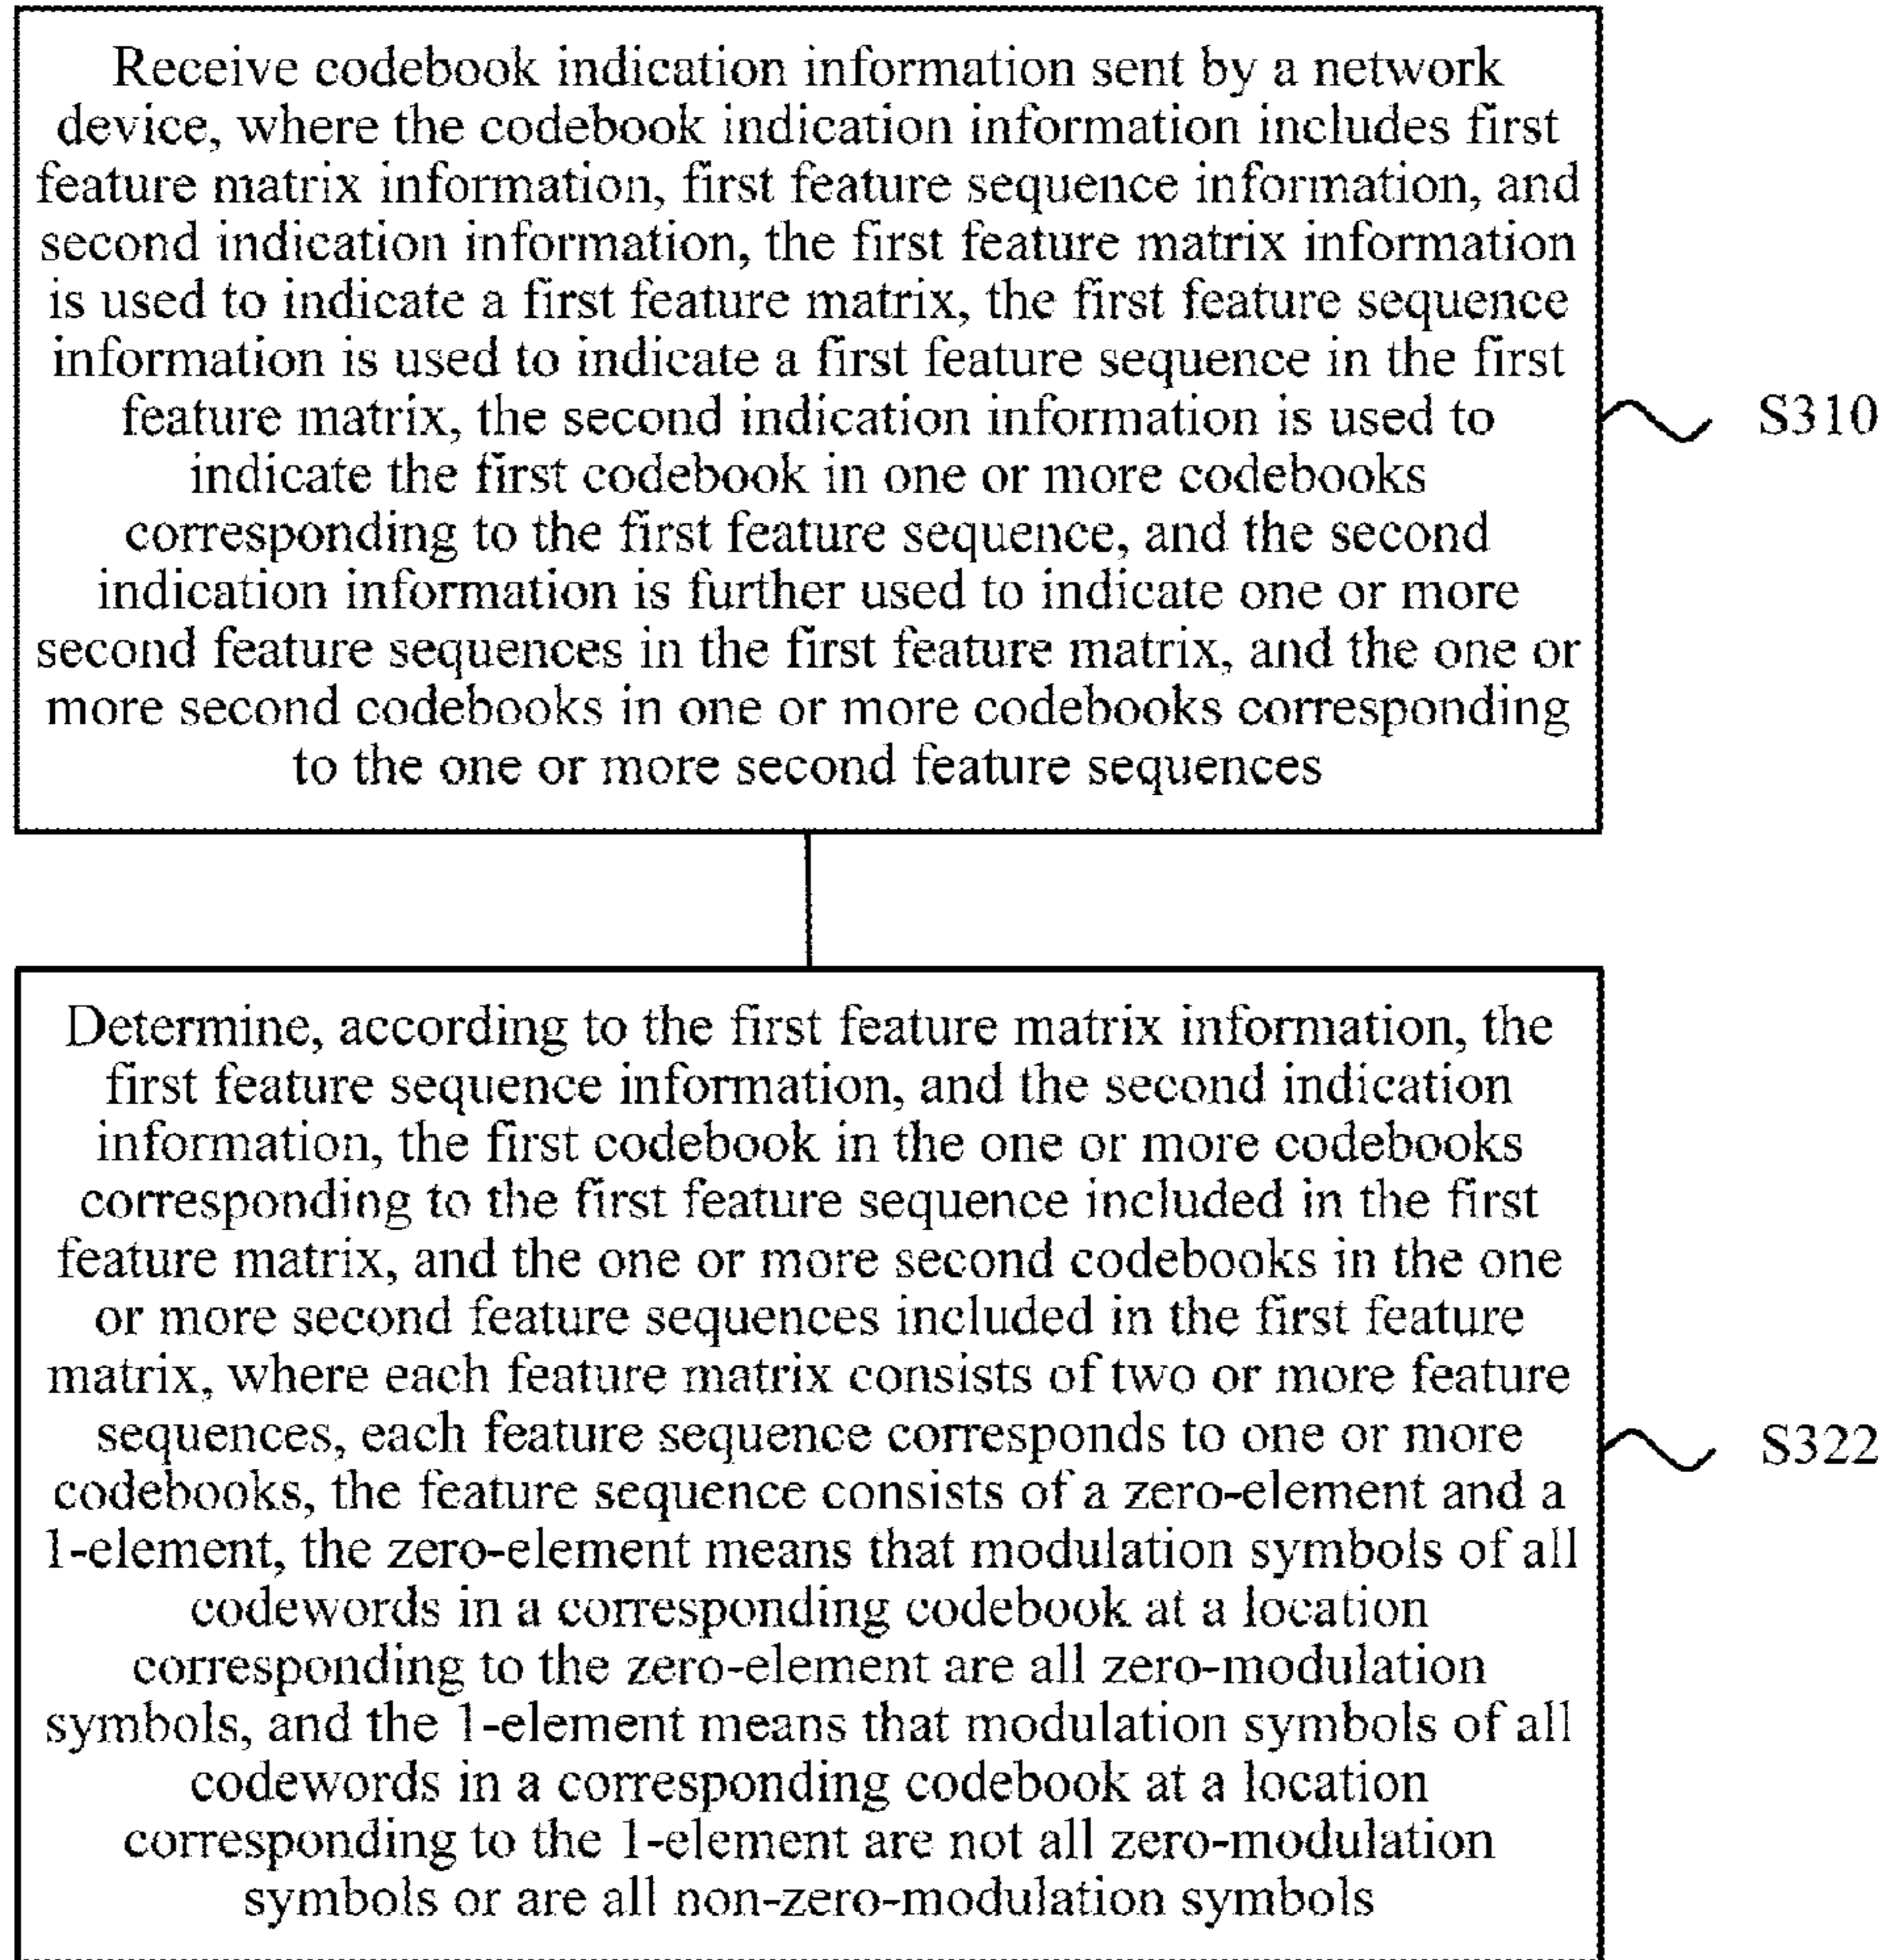 Receive codebook indication information sent by a network
device, where the codebook indication information includes first
feature matrix information, first feature sequence information, and
second indication information, the first feature matrix information
is used to indicate a first feature matrix, the first feature sequence
information is used to indicate a first feature sequence in the first
feature matrix, the second indication information is used to
indicate the first codebook in one or more codebooks
corresponding to the first feature sequence, and the second
indication information is further used to indicate one or more
second feature sequences in the first feature matrix, and the one or
more second codebooks in one or more codebooks corresponding
to the one or more second feature sequences
S310
Determine, according to the first feature matrix information, the
first feature sequence information, and the second indication
information, the first codebook in the one or more codebooks
corresponding to the first feature sequence included in the first
feature matrix, and the one or more second codebooks in the one
or more second feature sequences included in the first feature
matrix, where each feature matrix consists of two or more feature
sequences, each feature sequence corresponds to one or more
codebooks, the feature sequence consists of a zero-element and a
1-element, the zero-element means that modulation symbols of all
codewords in a corresponding codebook at a location
corresponding to the zero-element are all zero-modulation
symbols, and the 1-element means that modulation symbols of all
codewords in a corresponding codebook at a location
corresponding to the 1-element are not all zero-modulation
symbols or are all non-zero-modulation symbols
S322